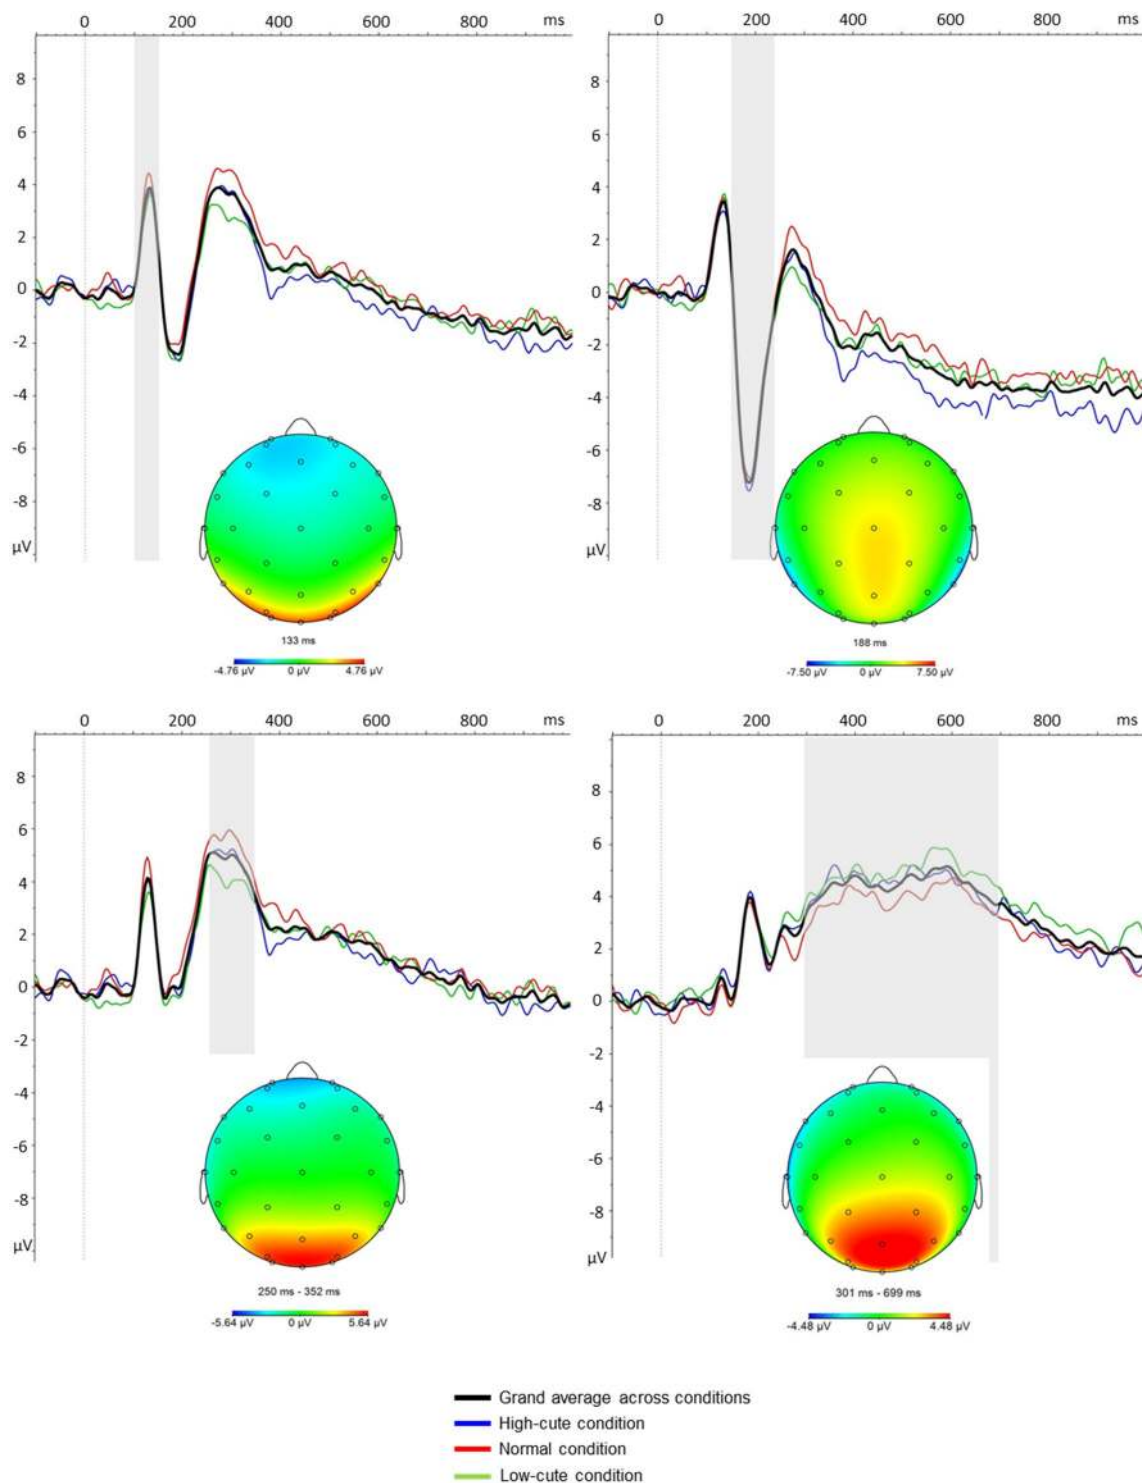 0 200 400 600 800 ms
8
6
4
2
0
-2
-4
-6
-8
µV
133 ms
-4.76 µV 0 µV 4.76 µV
0 200 400 600 800 ms
8
6
4
2
0
-2
-4
-6
-8
µV
188 ms
-7.50 µV 0 µV 7.50 µV
0 200 400 600 800 ms
8
6
4
2
0
-2
-4
-6
-8
µV
250 ms - 352 ms
-5.64 µV 0 µV 5.64 µV
0 200 400 600 800 ms
8
6
4
2
0
-2
-4
-6
-8
µV
301 ms - 699 ms
-4.48 µV 0 µV 4.48 µV
Grand average across conditions
High-cute condition
Normal condition
Low-cute condition